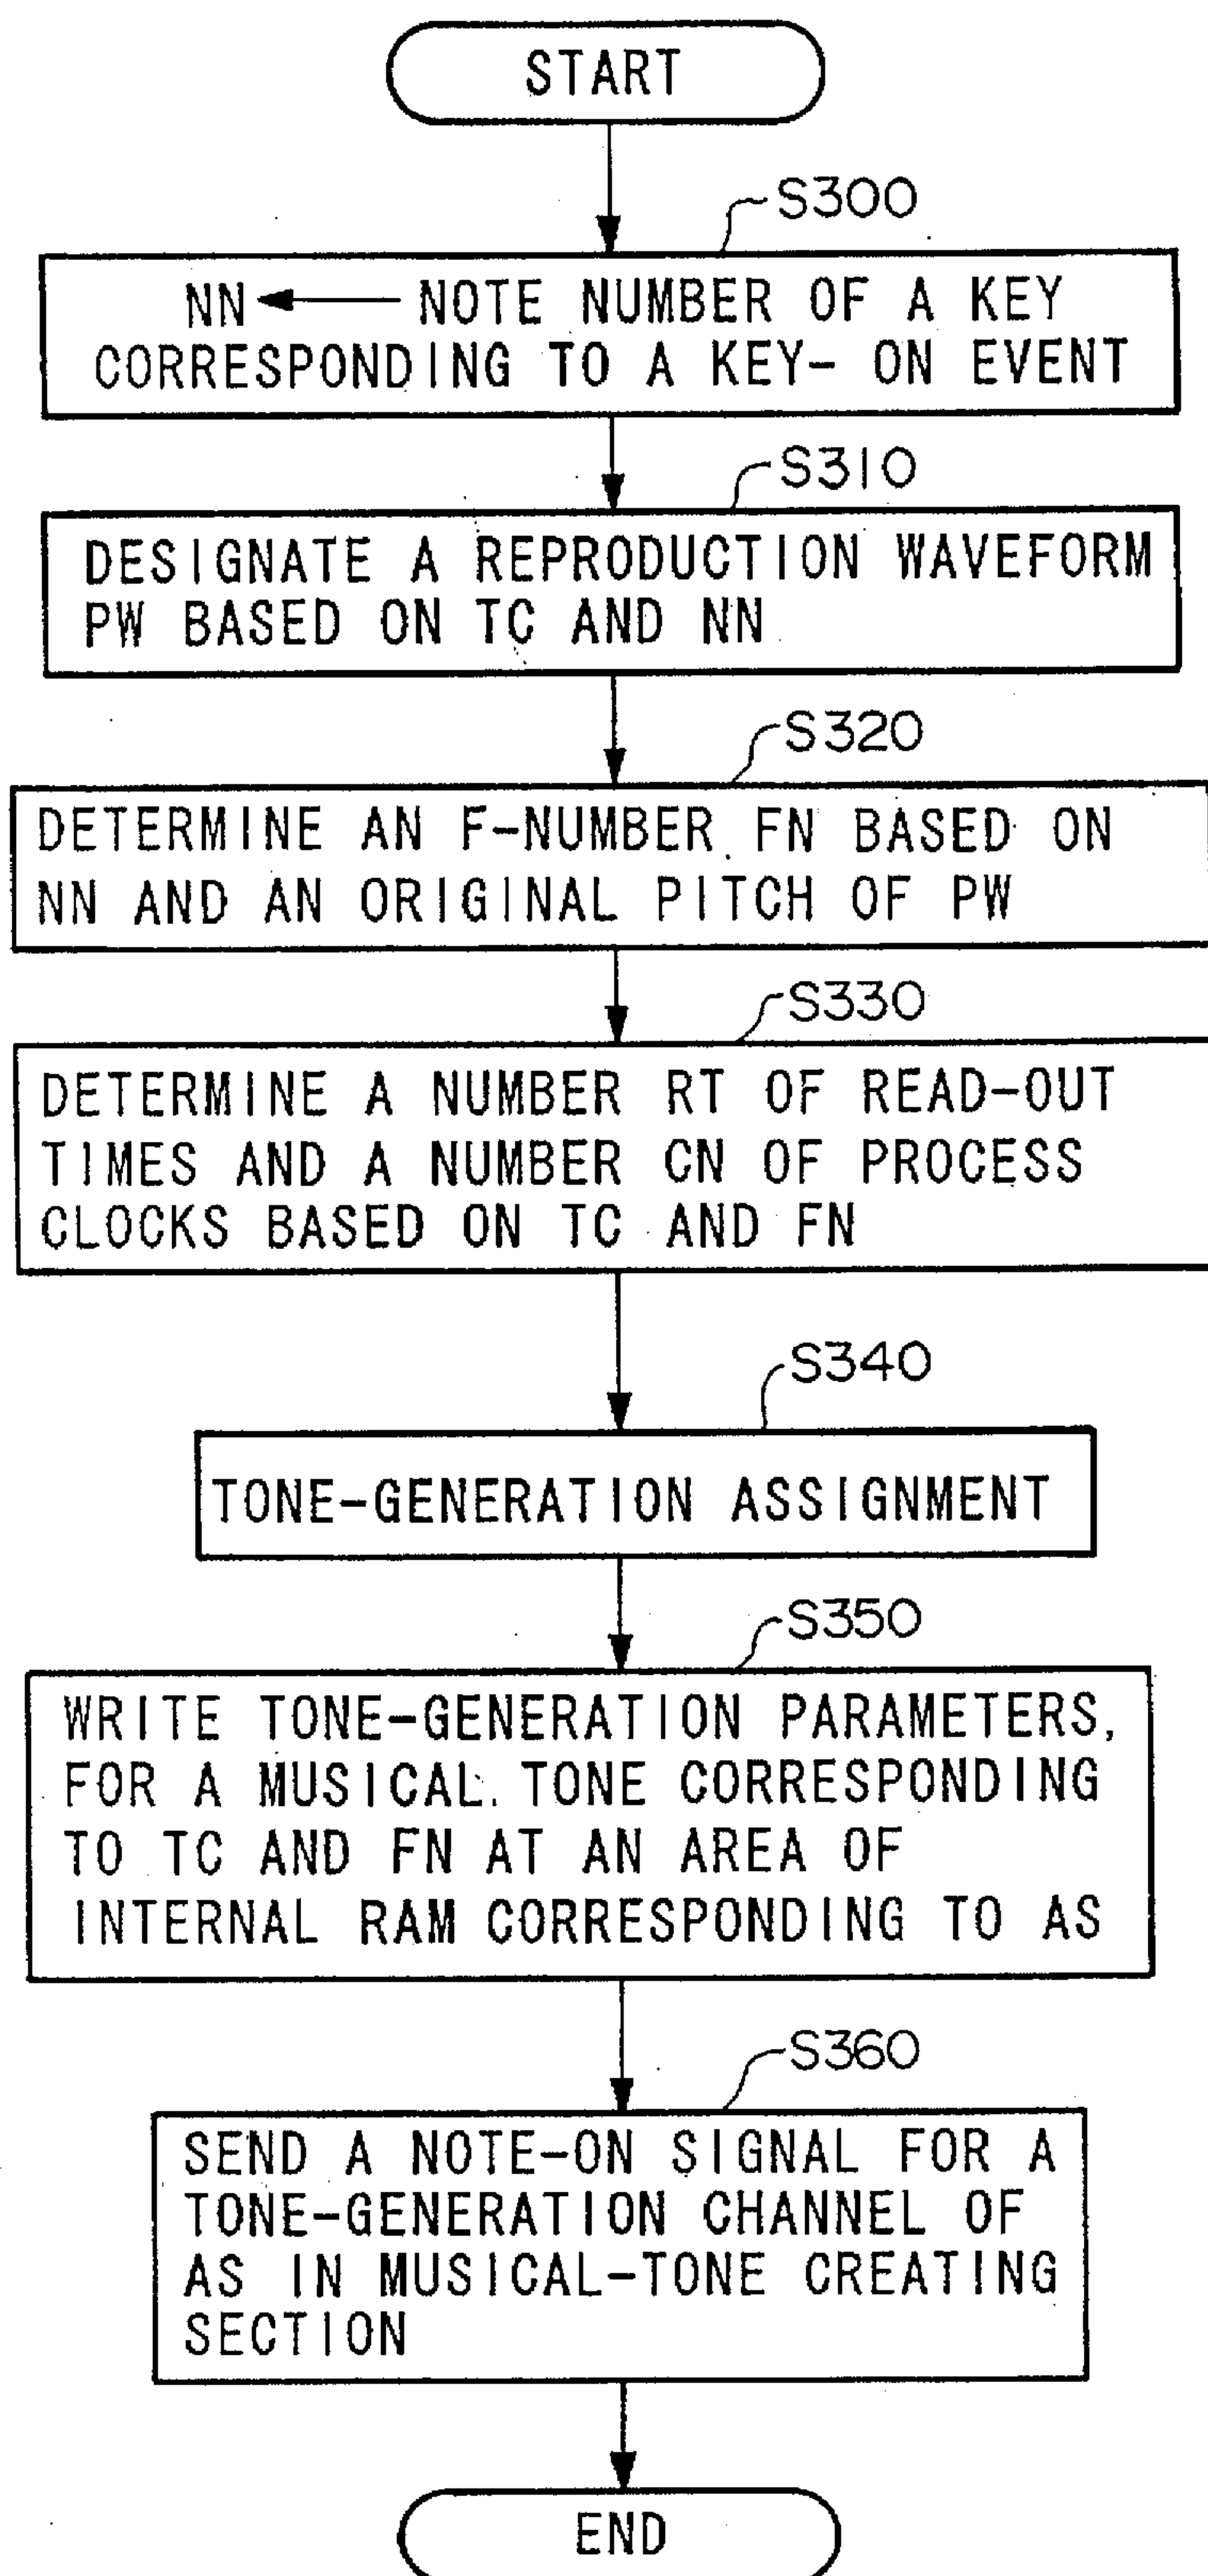 START
S300
NN ← NOTE NUMBER OF A KEY
CORRESPONDING TO A KEY- ON EVENT
S310
DESIGNATE A REPRODUCTION WAVEFORM
PW BASED ON TC AND NN
S320
DETERMINE AN F-NUMBER FN BASED ON
NN AND AN ORIGINAL PITCH OF PW
S330
DETERMINE A NUMBER RT OF READ-OUT
TIMES AND A NUMBER CN OF PROCESS
CLOCKS BASED ON TC AND FN
S340
TONE-GENERATION ASSIGNMENT
S350
WRITE TONE-GENERATION PARAMETERS,
FOR A MUSICAL TONE CORRESPONDING
TO TC AND FN AT AN AREA OF
INTERNAL RAM CORRESPONDING TO AS
S360
SEND A NOTE-ON SIGNAL FOR A
TONE-GENERATION CHANNEL OF
AS IN MUSICAL-TONE CREATING
SECTION
END